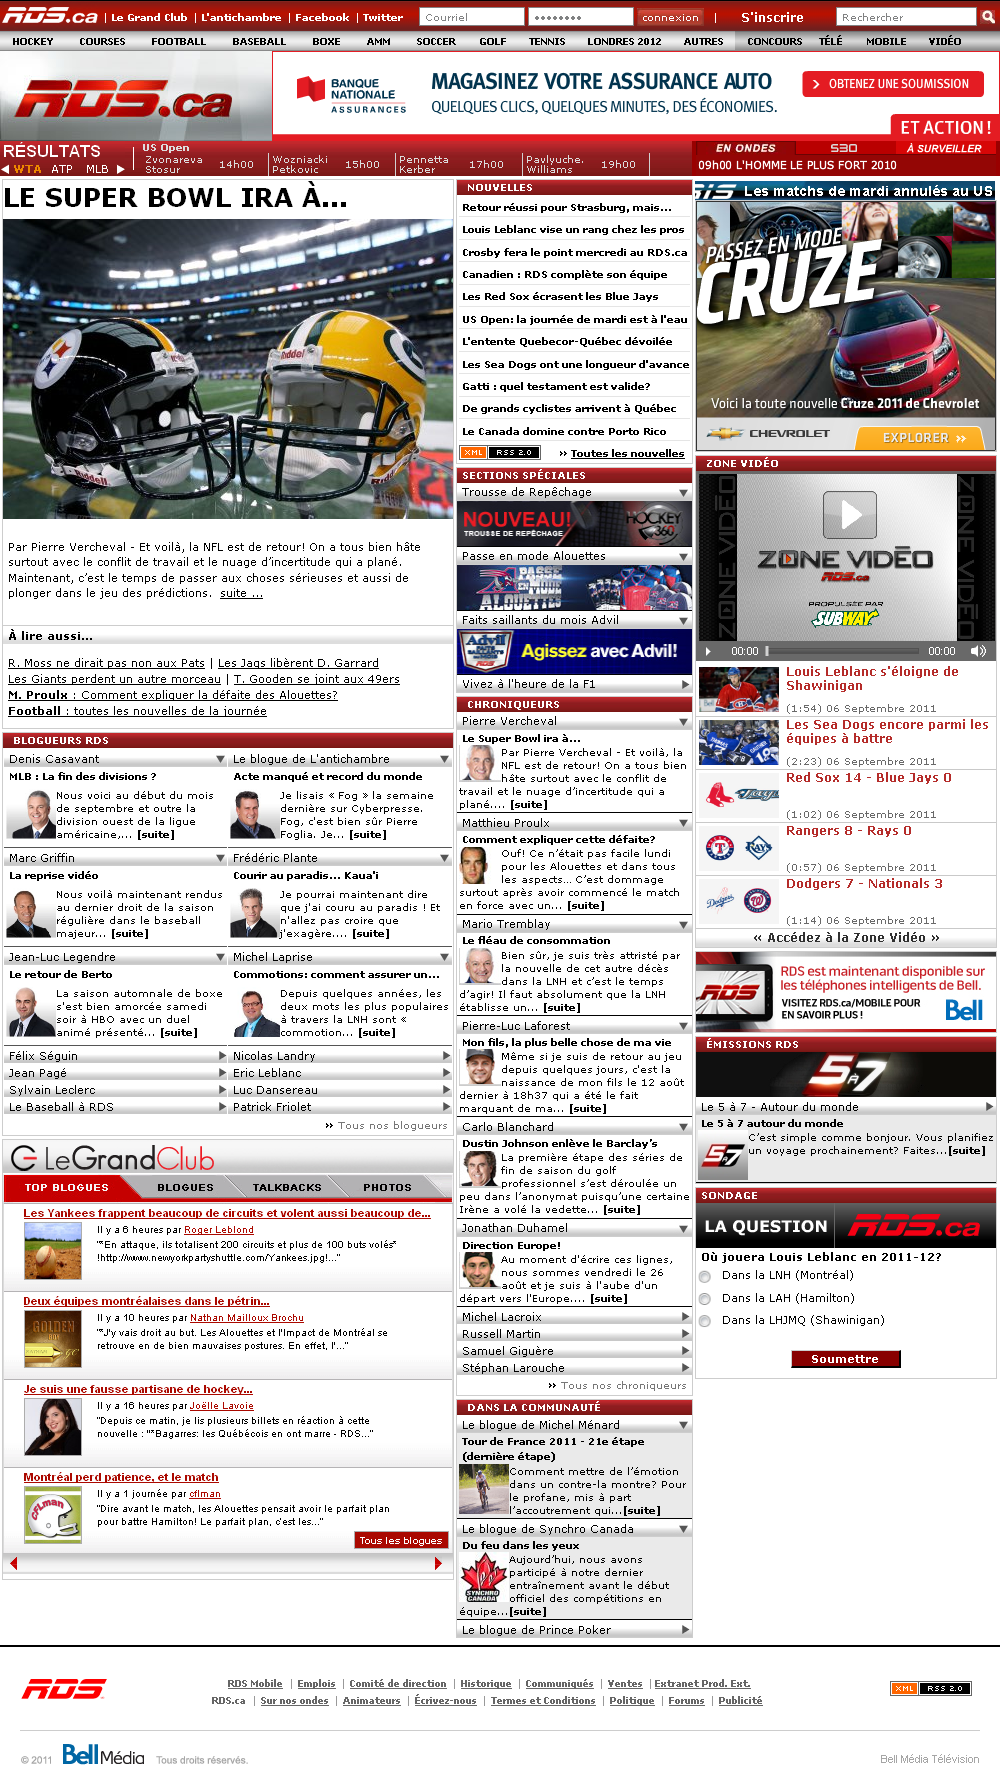 RDS.ca | Le Grand Club | L'antichambre | Facebook | Twitter Courriel •••••••• connexion | S'inscrire Rechercher
HOCKEY COURSES FOOTBALL BASEBALL BOXE AMM SOCCER GOLF TENNIS LONDRES 2012 AUTRES CONCOURS TÉLÉ MOBILE VIDÉO
RDS.ca
BANQUE NATIONALE ASSURANCES
MAGASINEZ VOTRE ASSURANCE AUTO
QUELQUES CLICS, QUELQUES MINUTES, DES ÉCONOMIES.
OBTENEZ UNE SOUMISSION
ET ACTION !
RÉSULTATS
WTA ATP MLB
US Open
Zvonareva Stosur 14h00
Wozniacki Petkovic 15h00
Pennetta Kerber 17h00
Pavlyuche. Williams 19h00
EN ONDES À SURVEILLER
09h00 L'HOMME LE PLUS FORT 2010
LE SUPER BOWL IRA À...
Riddell
Par Pierre Vercheval - Et voilà, la NFL est de retour! On a tous bien hâte
surtout avec le conflit de travail et le nuage d'incertitude qui a plané.
Maintenant, c'est le temps de passer aux choses sérieuses et aussi de
plonger dans le jeu des prédictions. suite ...
À lire aussi...
R. Moss ne dirait pas non aux Pats | Les Jags libèrent D. Garrard
Les Giants perdent un autre morceau | T. Gooden se joint aux 49ers
M. Proulx : Comment expliquer la défaite des Alouettes?
Football : toutes les nouvelles de la journée
BLOGUEURS RDS
Denis Casavant
MLB : La fin des divisions ?
Nous voici au début du mois
de septembre et outre la
division ouest de la ligue
américaine,... [suite]
Le blogue de L'antichambre
Acte manqué et record du monde
Je lisais « Fog » la semaine
dernière sur Cyberpresse.
Fog, c'est bien sûr Pierre
Foglia. Je... [suite]
Marc Griffin
La reprise vidéo
Nous voilà maintenant rendus
au dernier droit de la saison
régulière dans le baseball
majeur... [suite]
Frédéric Plante
Courir au paradis... Kaua'i
Je pourrai maintenant dire
que j'ai couru au paradis ! Et
n'allez pas croire que
j'exagère.... [suite]
Jean-Luc Legendre
Le retour de Berto
La saison automnale de boxe
s'est bien amorcée samedi
soir à HBO avec un duel
animé présenté... [suite]
Michel Laprise
Commotions: comment assurer un...
Depuis quelques années, les
deux mots les plus populaires
à travers la LNH sont «
commotion... [suite]
Félix Séguin Nicolas Landry
Jean Pagé Eric Leblanc
Sylvain Leclerc Luc Dansereau
Le Baseball à RDS Patrick Friolet
Tous nos blogueurs
LeGrandClub
TOP BLOGUES BLOGUES TALKBACKS PHOTOS
Les Yankees frappent beaucoup de circuits et volent aussi beaucoup de...
Il y a 6 heures par Roger Leblond
"*En attaque, ils totalisent 200 circuits et plus de 100 buts volés*
!http://www.newyorkpartyshuttle.com/Yankees.jpg!..."
Deux équipes montréalaises dans le pétrin...
GOLDEN
Il y a 10 heures par Nathan Mailloux Brochu
"*J'y vais droit au but. Les Alouettes et l'Impact de Montréal se
retrouve en de bien mauvaises postures. En effet, l'..."
Je suis une fausse partisane de hockey...
Il y a 16 heures par Joëlle Lavoie
"Depuis ce matin, je lis plusieurs billets en réaction à cette
nouvelle : "*Bagarres: les Québécois en ont marre - RDS..."
Montréal perd patience, et le match
CFLMAN
Il y a 1 journée par cflman
"Dire avant le match, les Alouettes pensait avoir le parfait plan
pour battre Hamilton! Le parfait plan, c'est les..."
Tous les blogues
NOUVELLES
Retour réussi pour Strasburg, mais...
Louis Leblanc vise un rang chez les pros
Crosby fera le point mercredi au RDS.ca
Canadien : RDS complète son équipe
Les Red Sox écrasent les Blue Jays
US Open: la journée de mardi est à l'eau
L'entente Quebecor-Québec dévoilée
Les Sea Dogs ont une longueur d'avance
Gatti : quel testament est valide?
De grands cyclistes arrivent à Québec
Le Canada domine contre Porto Rico
XML RSS 2.0 Toutes les nouvelles
SECTIONS SPÉCIALES
Trousse de Repêchage
NOUVEAU!
TROUSSE DE REPÊCHAGE
HOCKEY 360
Passe en mode Alouettes
PASSE EN MODE ALOUETTES
Faits saillants du mois Advil
Advil
Agissez avec Advil!
Vivez à l'heure de la F1
CHRONIQUEURS
Pierre Vercheval
Le Super Bowl ira à...
Par Pierre Vercheval - Et voilà, la
NFL est de retour! On a tous bien
hâte surtout avec le conflit de
travail et le nuage d'incertitude qui a
plané.... [suite]
Matthieu Proulx
Comment expliquer cette défaite?
Ouf! Ce n'était pas facile lundi
pour les Alouettes et dans tous
les aspects... C'est dommage
surtout après avoir commencé le match
en force avec un... [suite]
Mario Tremblay
Le fléau de consommation
Bien sûr, je suis très attristé par
la nouvelle de cet autre décès
dans la LNH et c'est le temps
d'agir! Il faut absolument que la LNH
établisse un... [suite]
Pierre-Luc Laforest
Mon fils, la plus belle chose de ma vie
Même si je suis de retour au jeu
depuis quelques jours, c'est la
naissance de mon fils le 12 août
dernier à 18h37 qui a été le fait
marquant de ma... [suite]
Carlo Blanchard
Dustin Johnson enlève le Barclay's
La première étape des séries de
fin de saison du golf
professionnel s'est déroulée un
peu dans l'anonymat puisqu'une certaine
Irène a volé la vedette... [suite]
Jonathan Duhamel
Direction Europe!
Au moment d'écrire ces lignes,
nous sommes vendredi le 26
août et je suis à l'aube d'un
départ vers l'Europe.... [suite]
Michel Lacroix
Russell Martin
Samuel Giguère
Stéphan Larouche
Tous nos chroniqueurs
DANS LA COMMUNAUTÉ
Le blogue de Michel Ménard
Tour de France 2011 - 21e étape
(dernière étape)
Comment mettre de l'émotion
dans un contre-la montre? Pour
le profane, mis à part
l'accoutrement qui...[suite]
Le blogue de Synchro Canada
Du feu dans les yeux
SYNCHRO CANADA
Aujourd'hui, nous avons
participé à notre dernier
entraînement avant le début
officiel des compétitions en
équipe...[suite]
Le blogue de Prince Poker
Les matchs de mardi annulés au US
PASSEZ EN MODE
CRUZE
Voici la toute nouvelle Cruze 2011 de Chevrolet
CHEVROLET EXPLORER
ZONE VIDÉO
ZONE VIDÉO
ZONE VIDÉO
ZONE VIDÉO
RDS.ca
PROPULSÉE PAR
SUBWAY
00:00 00:00
Louis Leblanc s'éloigne de
Shawinigan
(1:54) 06 Septembre 2011
Les Sea Dogs encore parmi les
équipes à battre
(2:23) 06 Septembre 2011
Red Sox 14 - Blue Jays 0
(1:02) 06 Septembre 2011
Rangers 8 - Rays 0
(0:57) 06 Septembre 2011
Dodgers 7 - Nationals 3
(1:14) 06 Septembre 2011
« Accédez à la Zone Vidéo »
RDS
RDS est maintenant disponible sur
les téléphones intelligents de Bell.
VISITEZ RDS.ca/MOBILE POUR
EN SAVOIR PLUS !
Bell
ÉMISSIONS RDS
5 À 7
Le 5 à 7 - Autour du monde
Le 5 à 7 autour du monde
5 À 7
C'est simple comme bonjour. Vous planifiez
un voyage prochainement? Faites...[suite]
SONDAGE
LA QUESTION RDS.ca
Où jouera Louis Leblanc en 2011-12?
Dans la LNH (Montréal)
Dans la LAH (Hamilton)
Dans la LHJMQ (Shawinigan)
Soumettre
RDS
RDS Mobile | Emplois | Comité de direction | Historique | Communiqués | Ventes | Extranet Prod. Ext.
RDS.ca | Sur nos ondes | Animateurs | Écrivez-nous | Termes et Conditions | Politique | Forums | Publicité
XML RSS 2.0
© 2011 Bell Média Tous droits réservés.
Bell Média Télévision